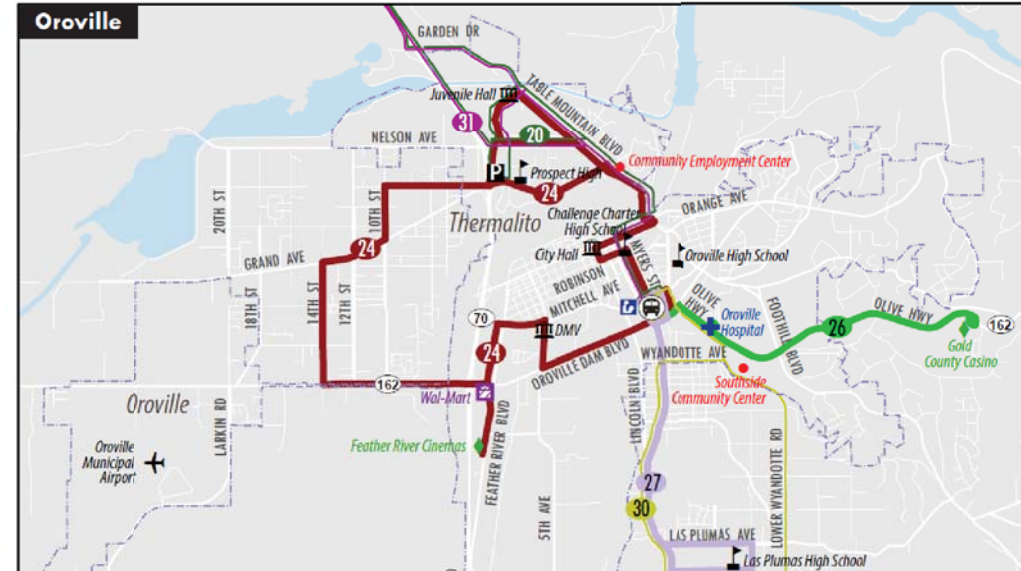 Oroville
GARDEN DR
TABLE MOUNTAIN BLVD
Juvenile Hall
31
20
NELSON AVE
Community Employment Center
P
Prospect High
24
20TH ST
10TH ST
Thermalito
Challenge Charter
High School
ORANGE AVE
24
City Hall
MYERS ST
Oroville High School
GRAND AVE
ROBINSON
MITCHELL AVE
18TH ST
14TH ST
12TH ST
70
DMV
OLIVE
HWY
Oroville
Hospital
FOOTHILL BLVD
26
OLIVE HWY
162
Gold
County Casino
24
OROVILLE DAM BLVD
WYANDOTTE AVE
Southside
Community Center
162
Wal-Mart
LINCOLN BLVD
Oroville
LARKIN RD
Feather River Cinemas
FEATHER RIVER BLVD
Oroville
Municipal
Airport
5TH AVE
27
30
LOWER WYANDOTTE RD
LAS PLUMAS AVE
Las Plumas High School